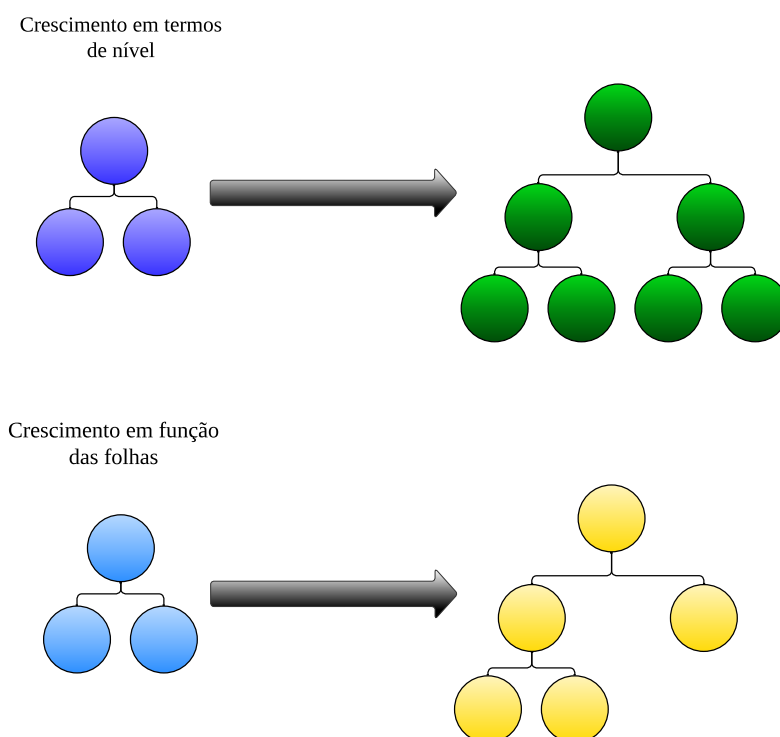 Crescimento em termos
de nível
Crescimento em função
das folhas